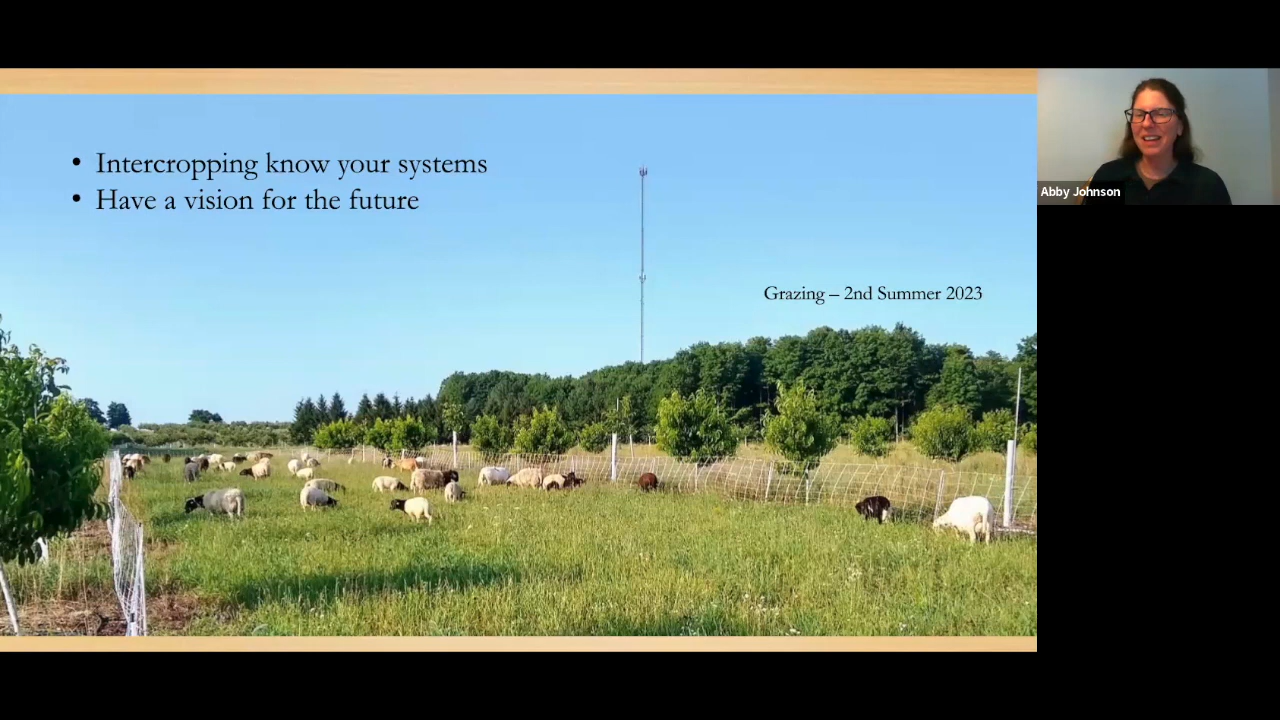 • Intercropping know your systems
• Have a vision for the future
Grazing – 2nd Summer 2023
Abby Johnson